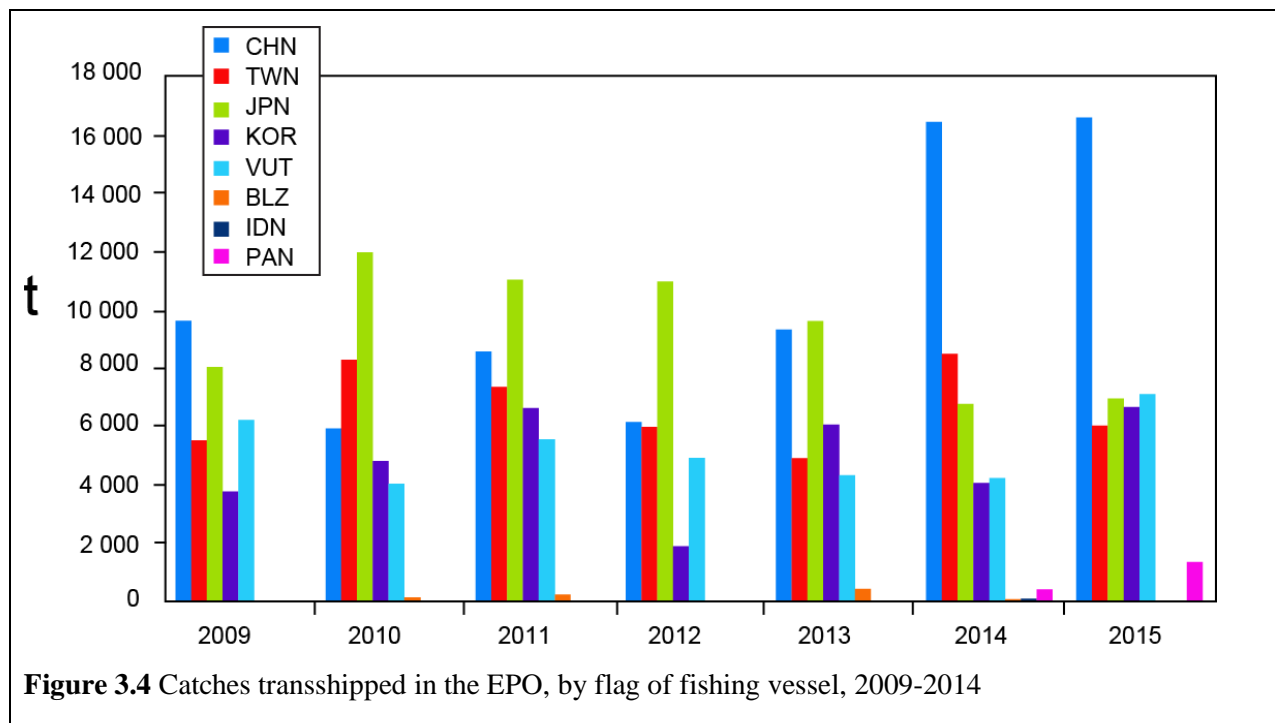 CHN
TWN
JPN
KOR
VUT
BLZ
IDN
PAN
18 000
16 000
14 000
12 000
10 000
8 000
6 000
4 000
2 000
0
t
2009 2010 2011 2012 2013 2014 2015
Figure 3.4 Catches transshipped in the EPO, by flag of fishing vessel, 2009-2014